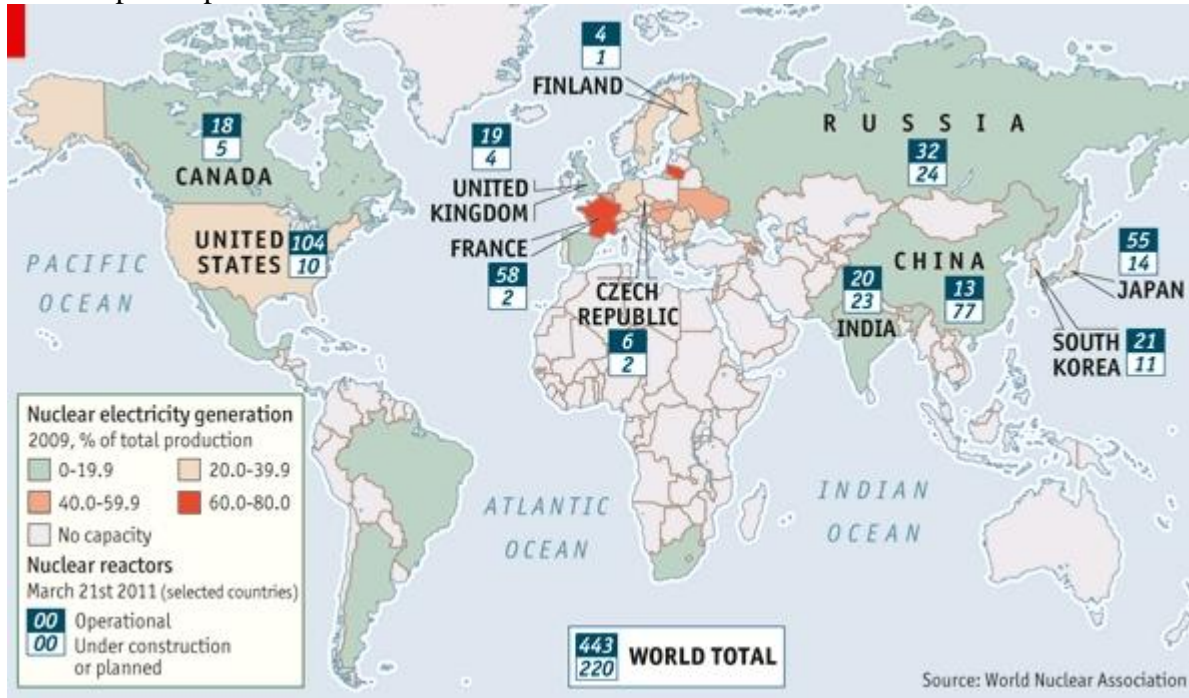 4
1
FINLAND
RUSSIA
32
24
18
5
CANADA
19
4
UNITED
KINGDOM
FRANCE
58
2
UNITED
STATES
104
10
PACIFIC
OCEAN
CZECH
REPUBLIC
6
2
CHINA
13
77
20
23
INDIA
55
14
JAPAN
SOUTH
KOREA
21
11
ATLANTIC
OCEAN
INDIAN
OCEAN
Nuclear electricity generation
2009, % of total production
0-19.9 20.0-39.9
40.0-59.9 60.0-80.0
No capacity
Nuclear reactors
March 21st 2011 (selected countries)
00 Operational
00 Under construction
or planned
443
220
WORLD TOTAL
Source: World Nuclear Association